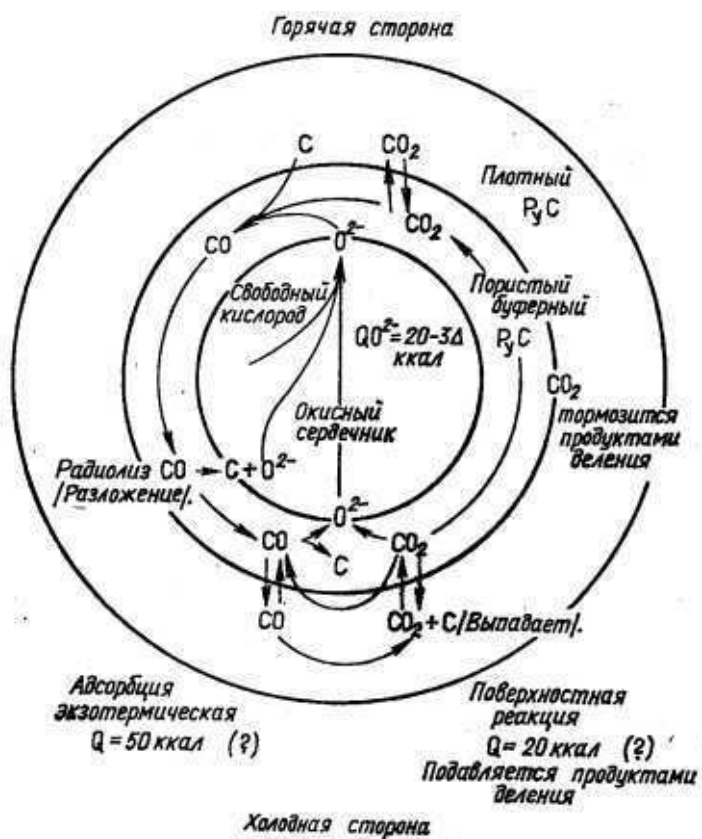 Горячая сторона
C
CO₂
Плотный
PyC
CO
CO₂
O²⁻
Свободный
кислород
Пористый
буферный
PyC
QO²⁻=20-3Δ
ккал
CO₂
Окисный
сердечник
тормозится
продуктами
деления
Радиолиз CO → C + O²⁻
/Разложение/.
O²⁻
CO
CO₂
C
CO
CO₂ + C /Выпадает/.
Адсорбция
экзотермическая
Q = 50 ккал (?)
Поверхностная
реакция
Q = 20 ккал (?)
Подавляется продуктами
деления
Холодная сторона